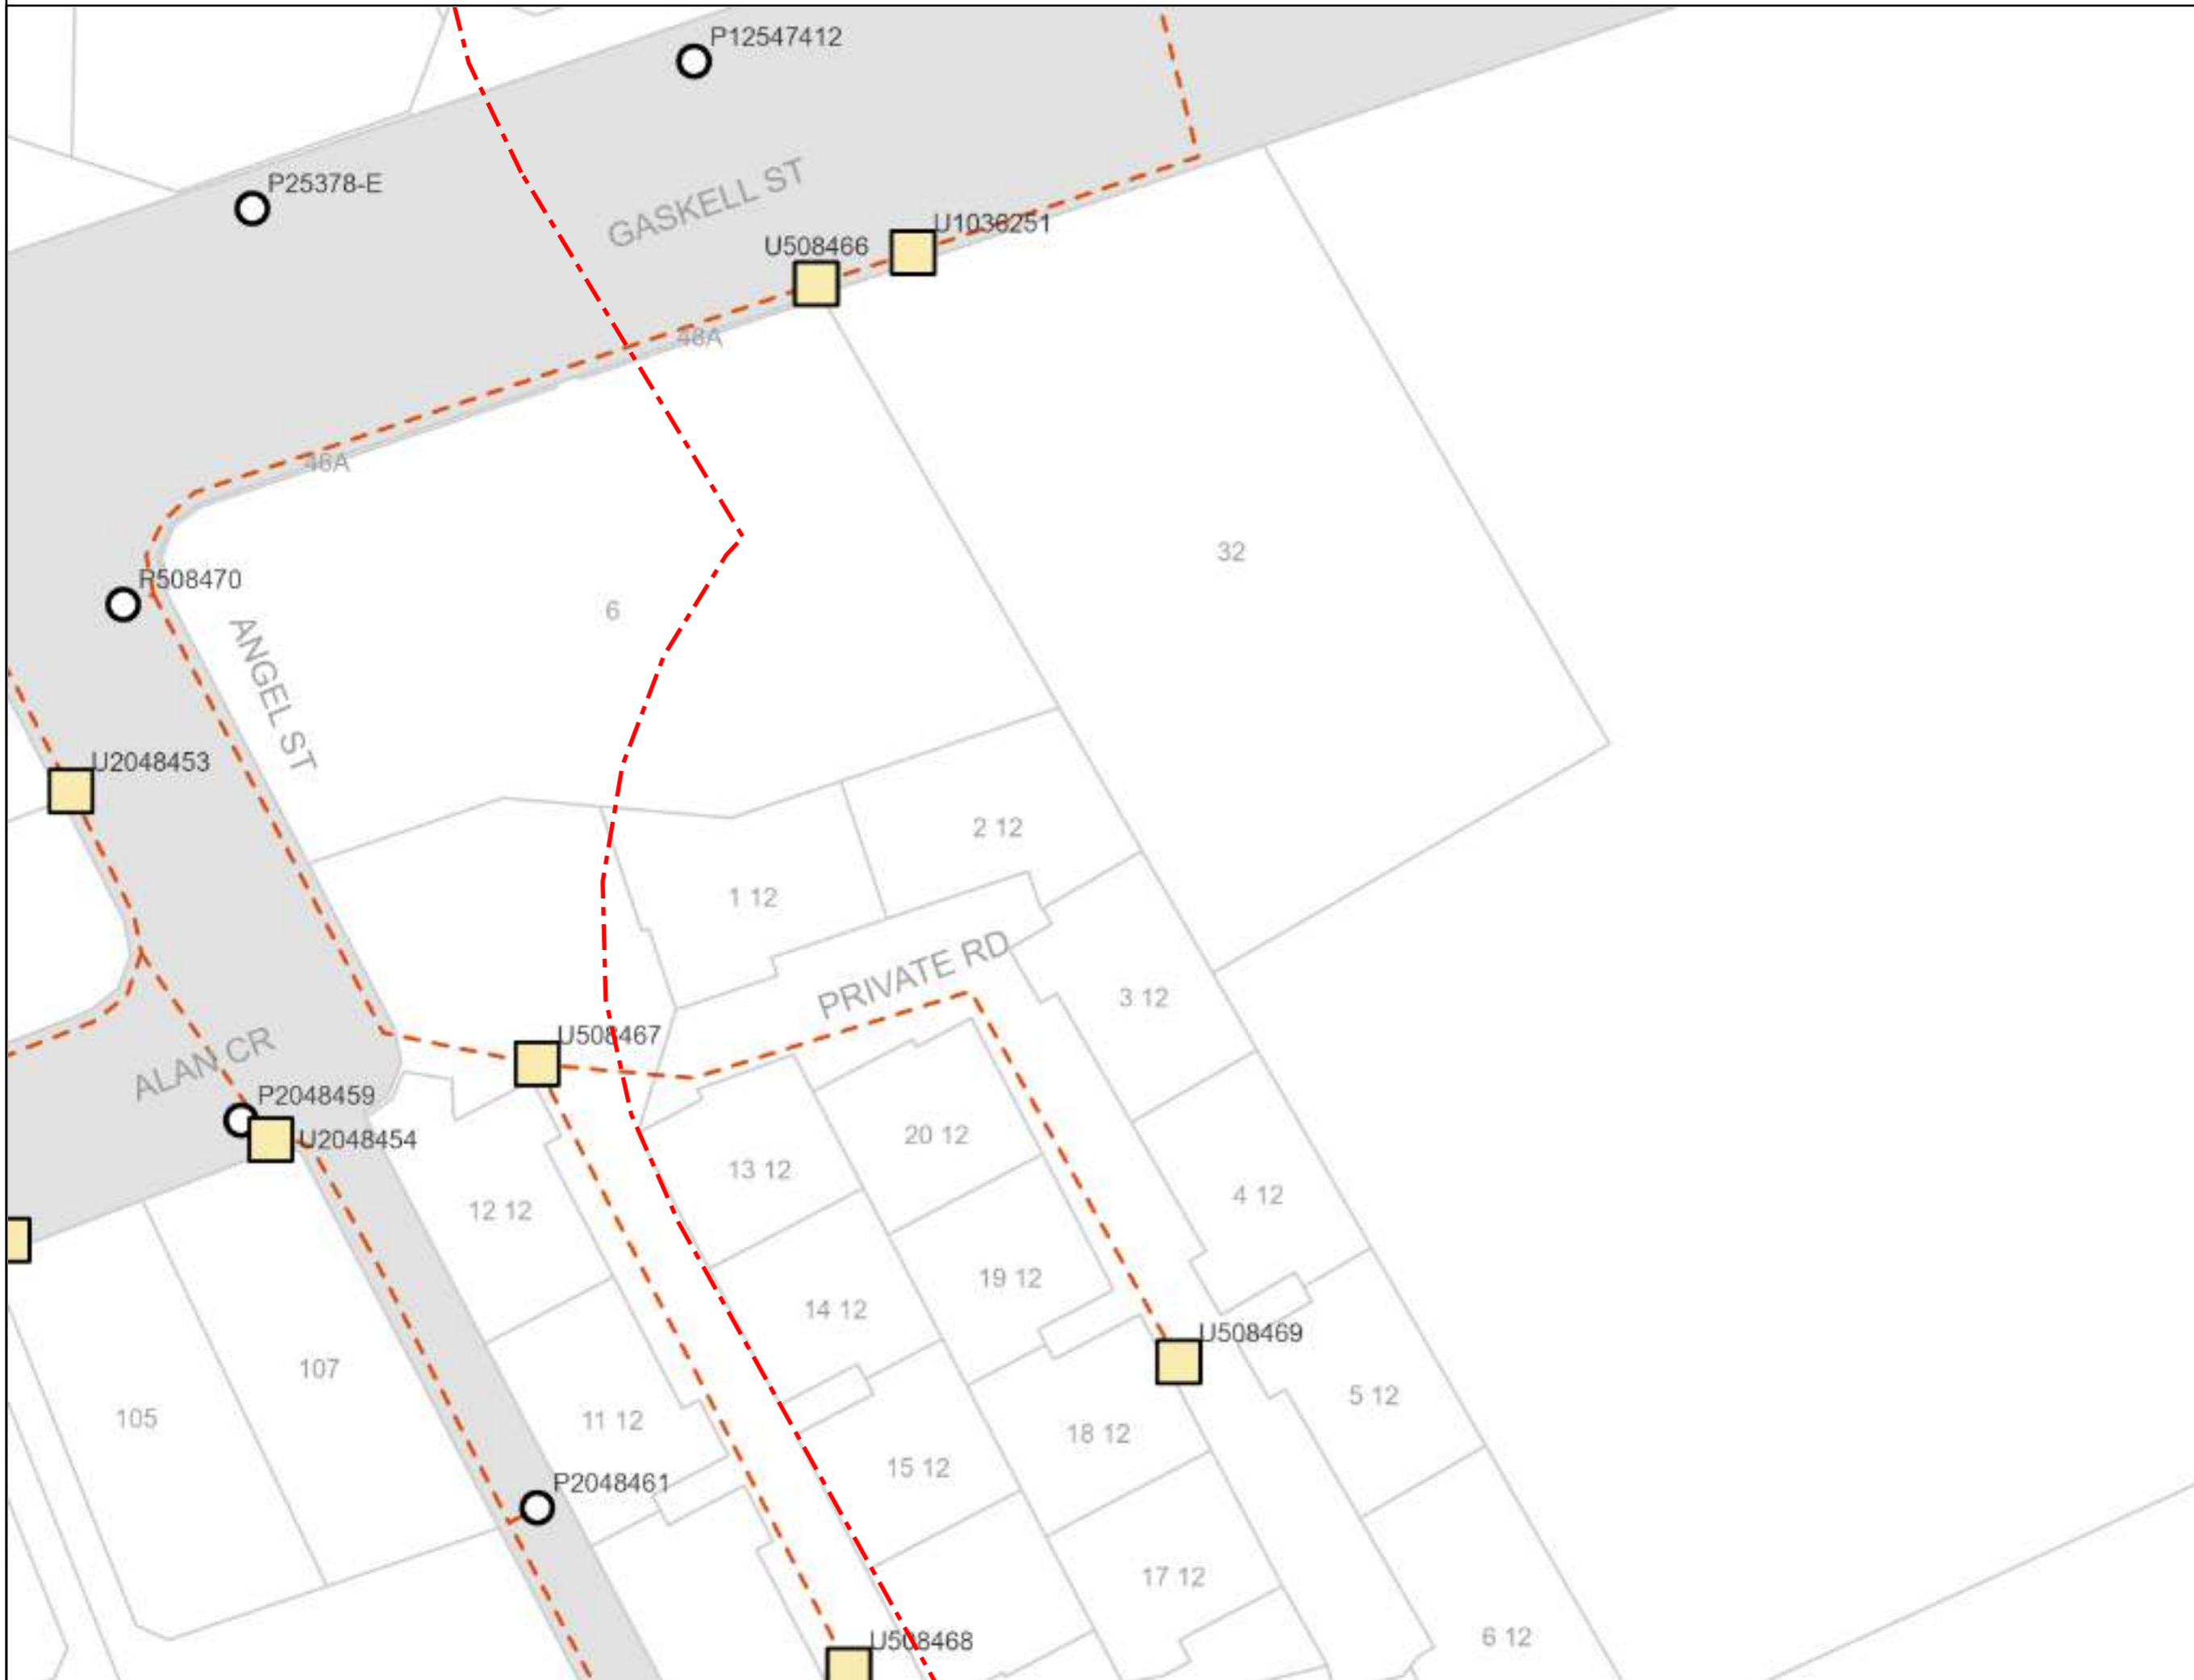 P12547412
P25378-E
GASKELL ST
U1036251
U508466
48A
46A
32
P508470
6
ANGEL ST
U2048453
2 12
1 12
PRIVATE RD
3 12
U508467
ALAN CR
P2048459
U2048454
20 12
13 12
4 12
12 12
19 12
14 12
U508469
107
5 12
105
11 12
18 12
15 12
P2048461
17 12
6 12
U508468